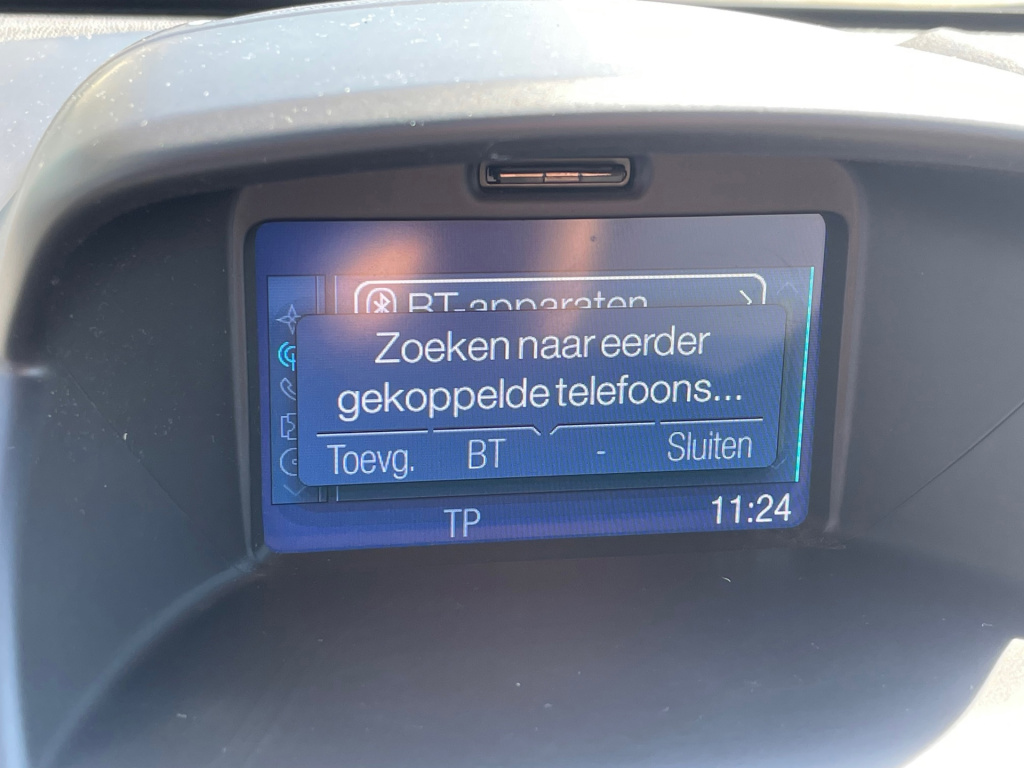 BT-apparaten
Zoeken naar eerder
gekoppelde telefoons...
Toevg. BT - Sluiten
TP 11:24